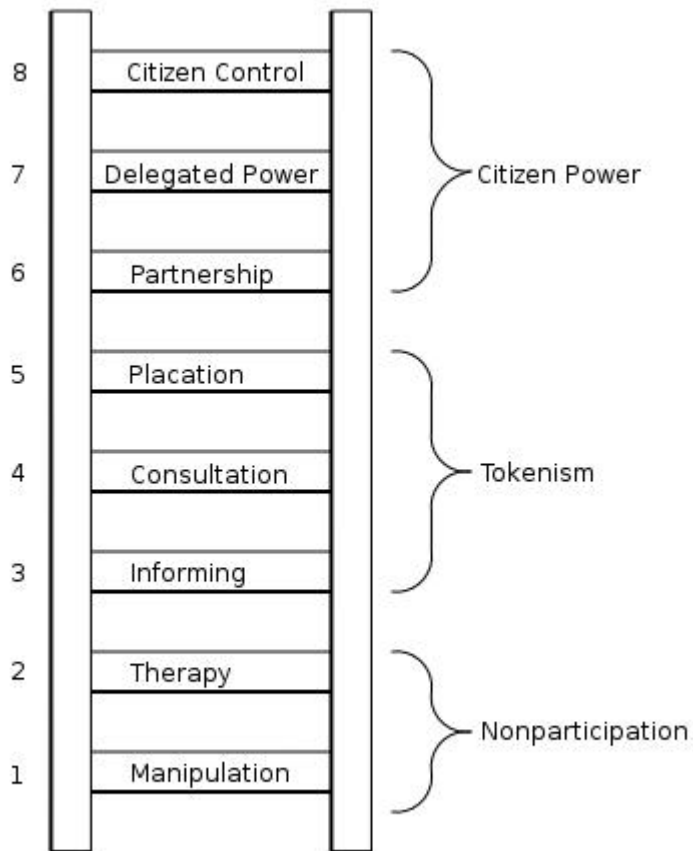 8 Citizen Control
7 Delegated Power
Citizen Power
6 Partnership
5 Placation
4 Consultation
Tokenism
3 Informing
2 Therapy
Nonparticipation
1 Manipulation